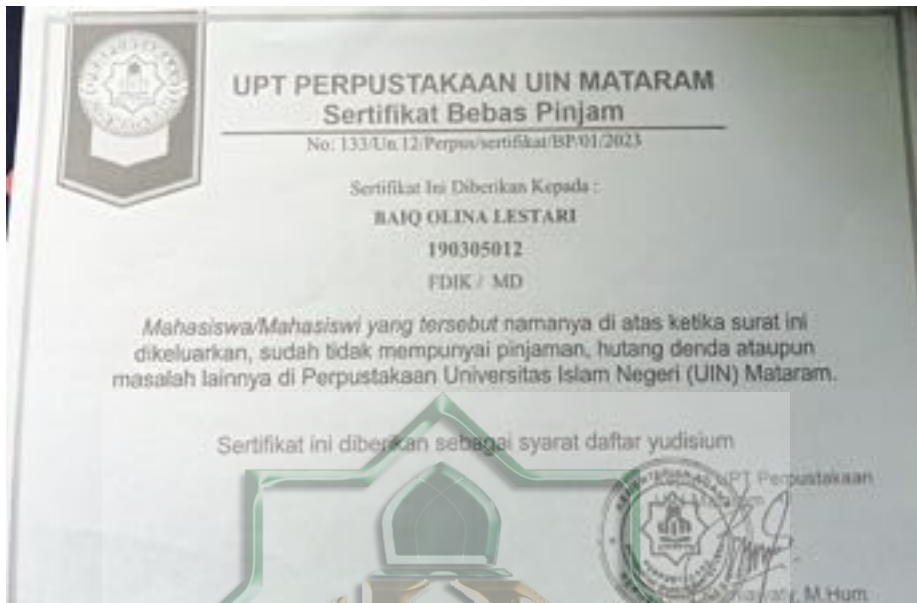 UPT PERPUSTAKAAN UIN MATARAM
Sertifikat Bebas Pinjam
No: 133/Un.12/Perpus/sertifikat/BP/01/2023
Sertifikat Ini Diberikan Kepada :
BAIQ OLINA LESTARI
190305012
FDIK / MD
Mahasiswa/Mahasiswi yang tersebut namanya di atas ketika surat ini
dikeluarkan, sudah tidak mempunyai pinjaman, hutang denda ataupun
masalah lainnya di Perpustakaan Universitas Islam Negeri (UIN) Mataram.
Sertifikat ini diberikan sebagai syarat daftar yudisium
UPT Perpustakaan
M.Hum